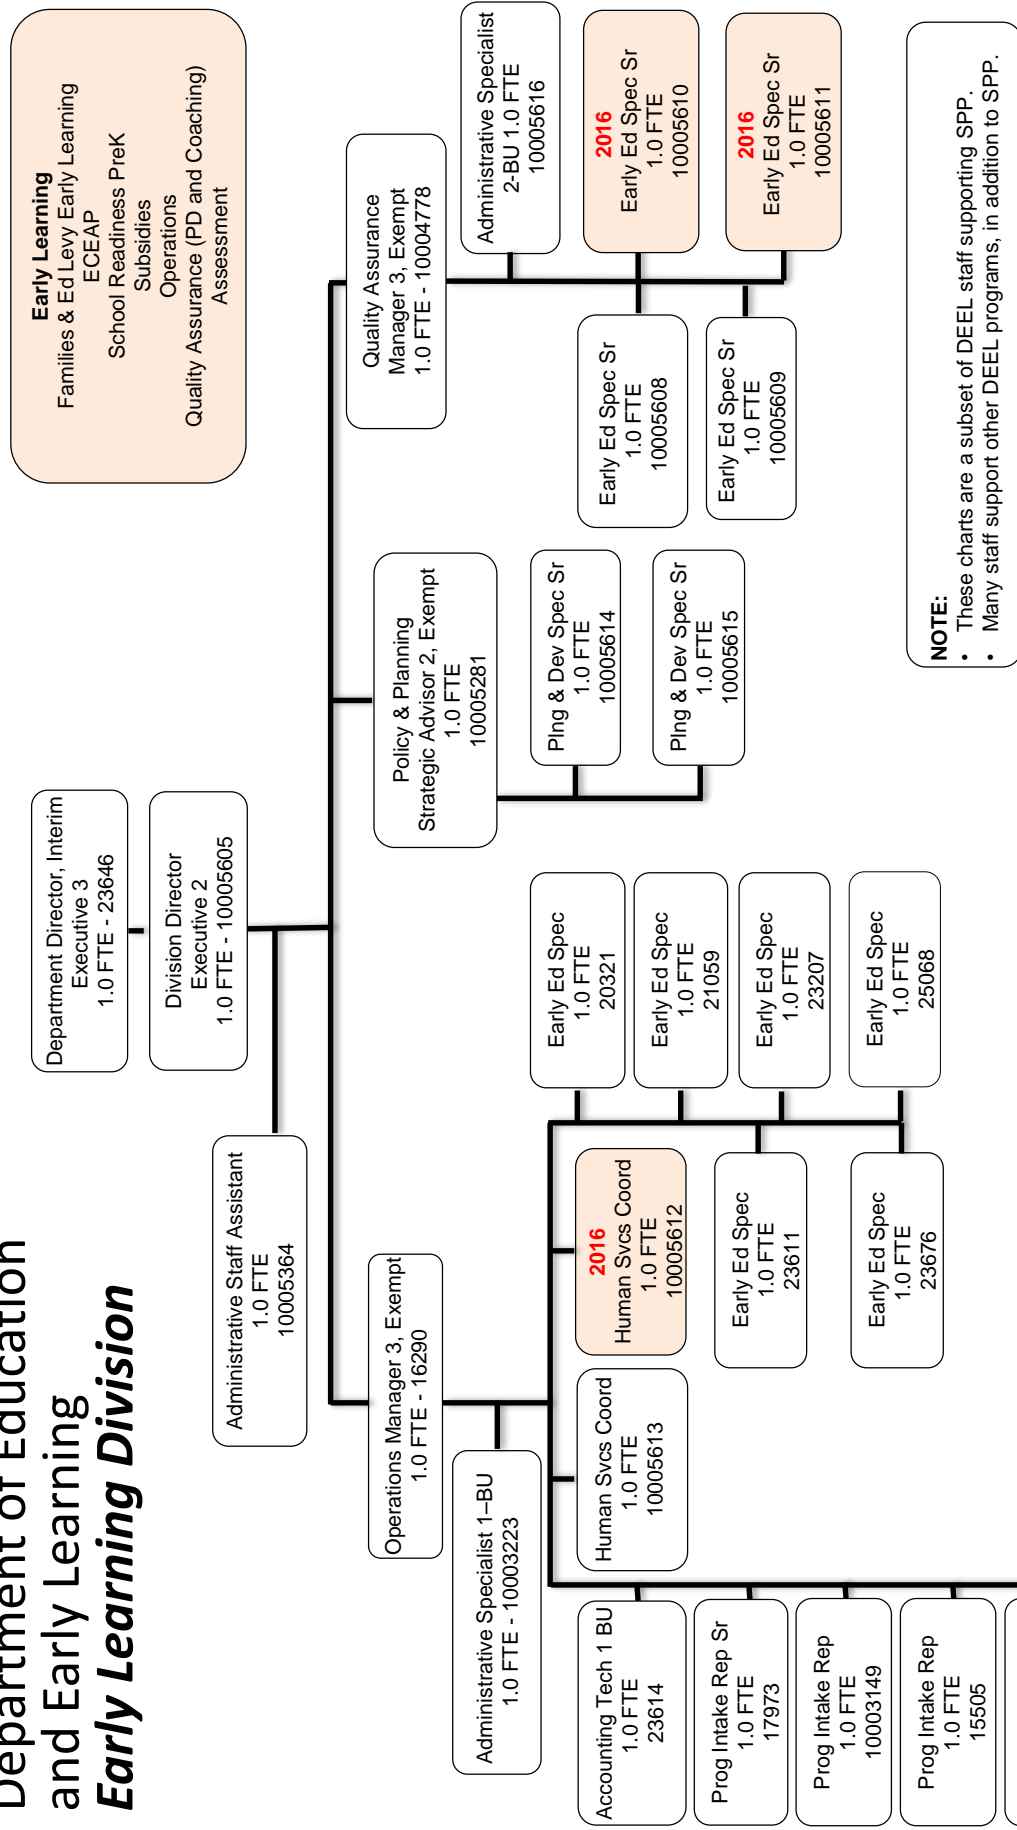 Department of Education
and Early Learning
Early Learning Division
Early Learning
Families & Ed Levy Early Learning
ECEAP
School Readiness PreK
Subsidies
Operations
Quality Assurance (PD and Coaching)
Assessment
Department Director, Interim
Executive 3
1.0 FTE - 23646
Division Director
Executive 2
1.0 FTE - 10005605
Administrative Staff Assistant
1.0 FTE
10005364
Operations Manager 3, Exempt
1.0 FTE - 16290
Policy & Planning
Strategic Advisor 2, Exempt
1.0 FTE
10005281
Quality Assurance
Manager 3, Exempt
1.0 FTE - 10004778
Administrative Specialist 1–BU
1.0 FTE - 10003223
Administrative Specialist
2-BU 1.0 FTE
10005616
Accounting Tech 1 BU
1.0 FTE
23614
Prog Intake Rep Sr
1.0 FTE
17973
Prog Intake Rep
1.0 FTE
10003149
Prog Intake Rep
1.0 FTE
15505
Human Svcs Coord
1.0 FTE
10005613
2016
Human Svcs Coord
1.0 FTE
10005612
Early Ed Spec
1.0 FTE
23611
Early Ed Spec
1.0 FTE
23676
Early Ed Spec
1.0 FTE
20321
Early Ed Spec
1.0 FTE
21059
Early Ed Spec
1.0 FTE
23207
Early Ed Spec
1.0 FTE
25068
Plng & Dev Spec Sr
1.0 FTE
10005614
Plng & Dev Spec Sr
1.0 FTE
10005615
Early Ed Spec Sr
1.0 FTE
10005608
Early Ed Spec Sr
1.0 FTE
10005609
2016
Early Ed Spec Sr
1.0 FTE
10005610
2016
Early Ed Spec Sr
1.0 FTE
10005611
NOTE:
• These charts are a subset of DEEL staff supporting SPP.
• Many staff support other DEEL programs, in addition to SPP.